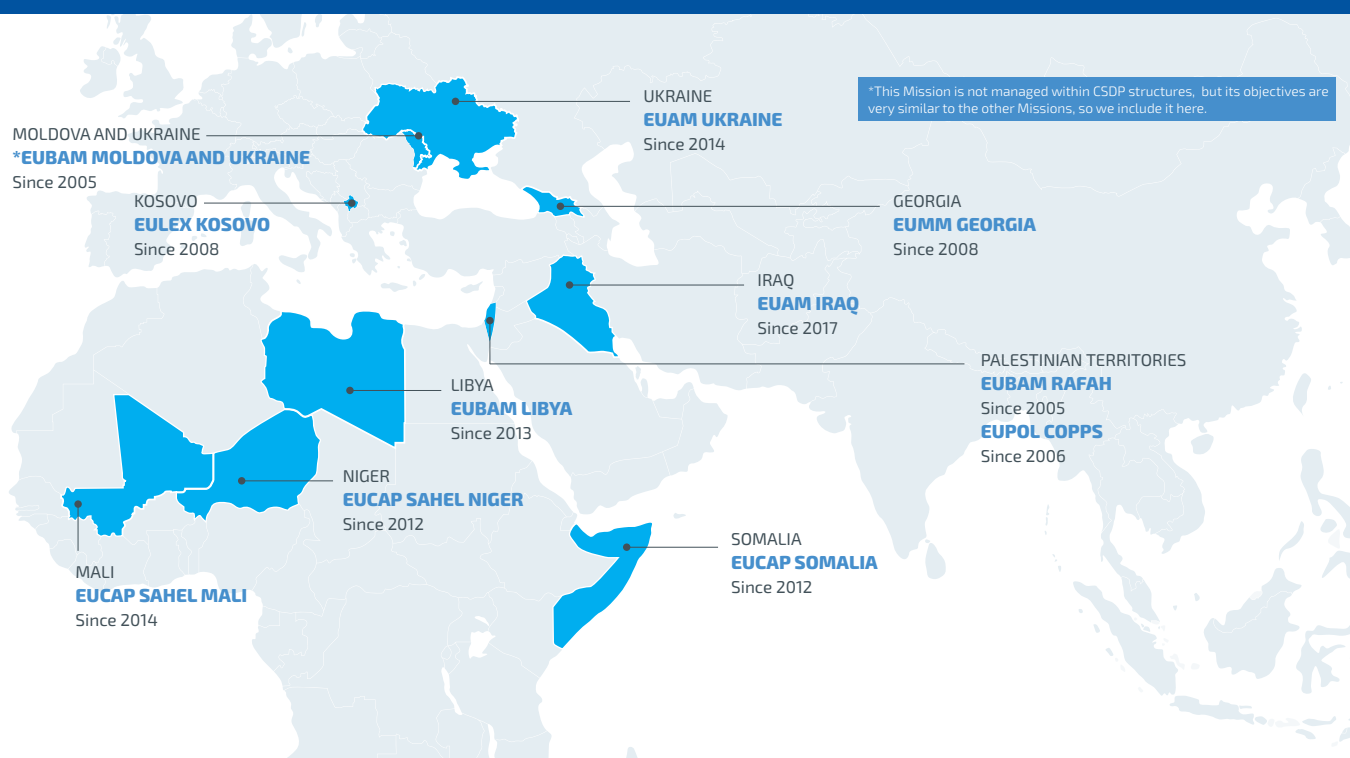 *This Mission is not managed within CSDP structures, but its objectives are
very similar to the other Missions, so we include it here.
UKRAINE
EUAM UKRAINE
Since 2014
MOLDOVA AND UKRAINE
*EUBAM MOLDOVA AND UKRAINE
Since 2005
KOSOVO
EULEX KOSOVO
Since 2008
GEORGIA
EUMM GEORGIA
Since 2008
IRAQ
EUAM IRAQ
Since 2017
PALESTINIAN TERRITORIES
EUBAM RAFAH
Since 2005
EUPOL COPPS
Since 2006
LIBYA
EUBAM LIBYA
Since 2013
NIGER
EUCAP SAHEL NIGER
Since 2012
SOMALIA
EUCAP SOMALIA
Since 2012
MALI
EUCAP SAHEL MALI
Since 2014